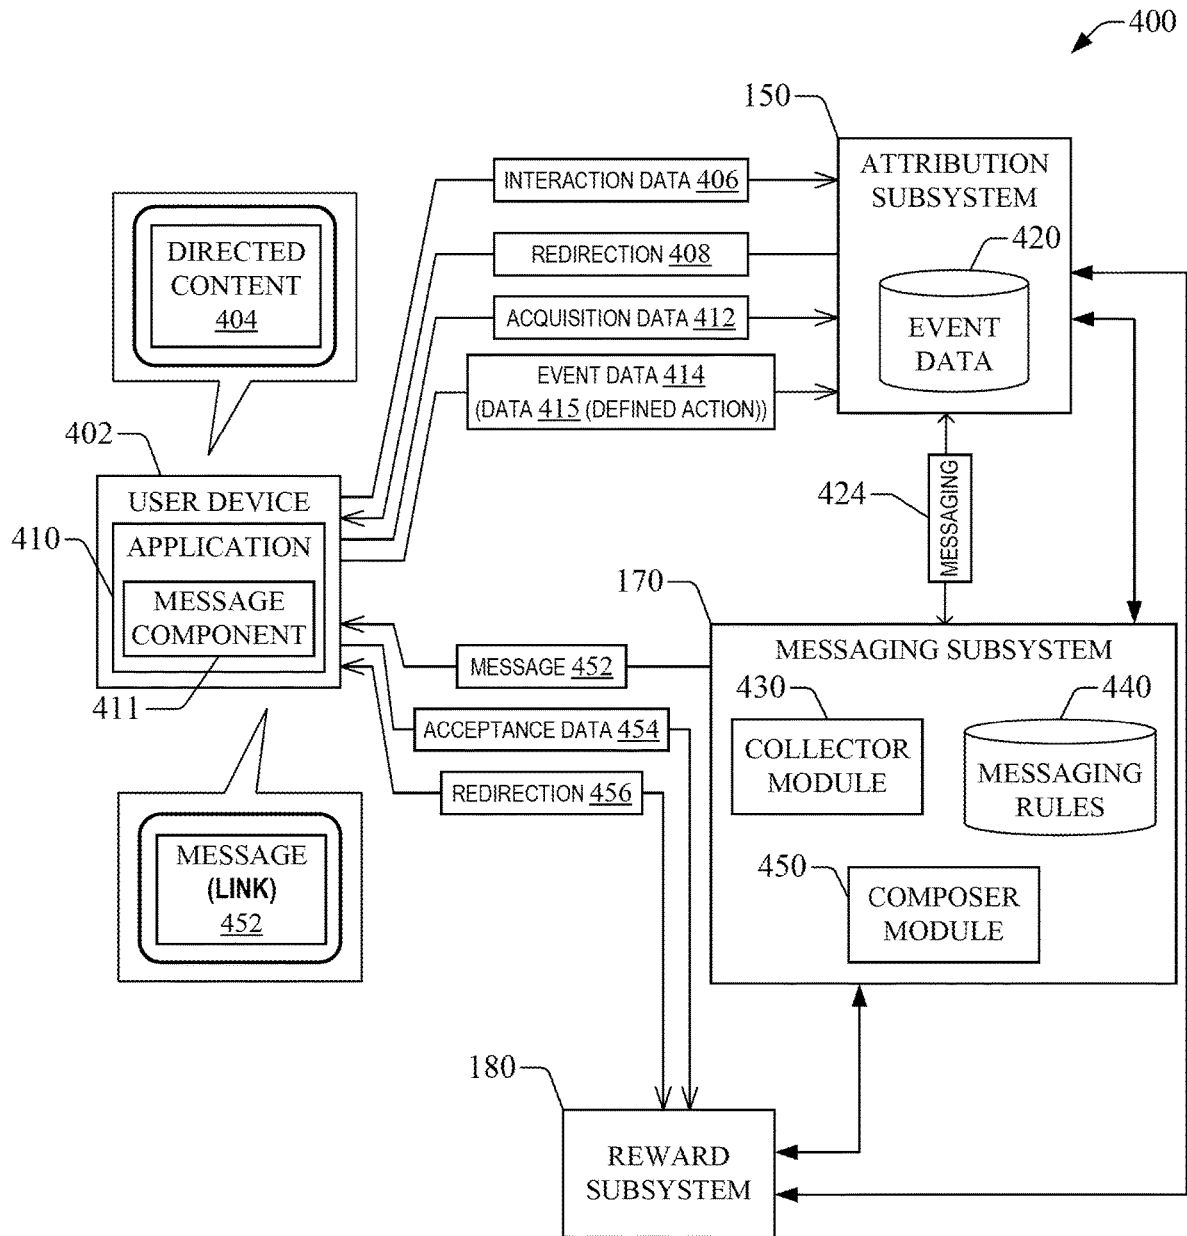 400
150
ATTRIBUTION
SUBSYSTEM
420
EVENT
DATA
INTERACTION DATA 406
REDIRECTION 408
ACQUISITION DATA 412
EVENT DATA 414
(DATA 415 (DEFINED ACTION))
DIRECTED
CONTENT
404
402
USER DEVICE
410
APPLICATION
MESSAGE
COMPONENT
411
424
MESSAGING
170
MESSAGING SUBSYSTEM
430
COLLECTOR
MODULE
440
MESSAGING
RULES
450
COMPOSER
MODULE
MESSAGE 452
ACCEPTANCE DATA 454
REDIRECTION 456
MESSAGE
(LINK)
452
180
REWARD
SUBSYSTEM